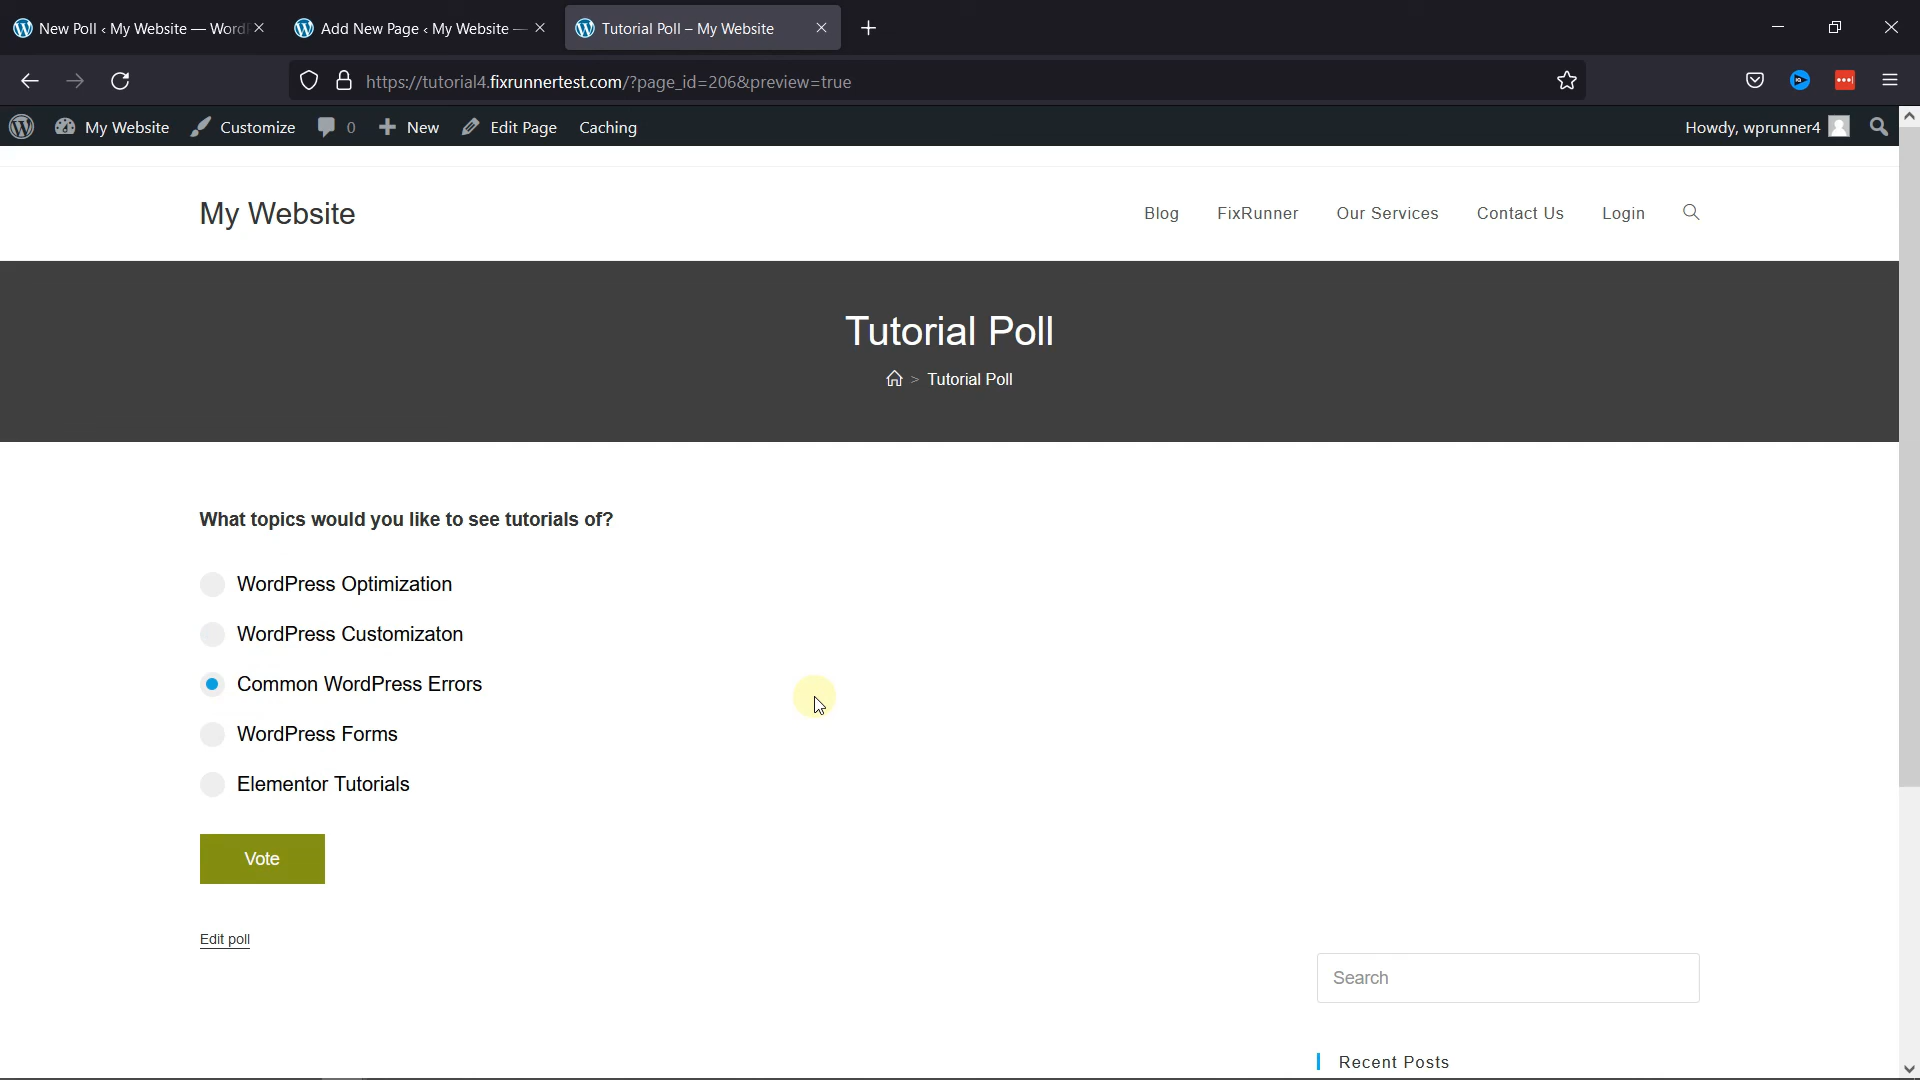 New Poll ‹ My Website — Word
Add New Page ‹ My Website —
Tutorial Poll – My Website
https://tutorial4.fixrunnertest.com/?page_id=206&preview=true
My Website
Customize
0
New
Edit Page
Caching
Howdy, wprunner4
My Website
Blog
FixRunner
Our Services
Contact Us
Login
Tutorial Poll
> Tutorial Poll
What topics would you like to see tutorials of?
WordPress Optimization
WordPress Customizaton
Common WordPress Errors
WordPress Forms
Elementor Tutorials
Vote
Edit poll
Search
Recent Posts